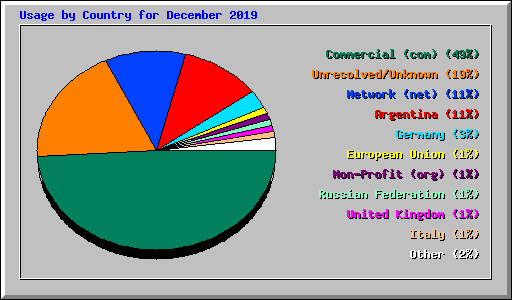 Usage by Country for December 2019
Commercial (com) (49%)
Unresolved/Unknown (19%)
Network (net) (11%)
Argentina (11%)
Germany (3%)
European Union (1%)
Non-Profit (org) (1%)
Russian Federation (1%)
United Kingdom (1%)
Italy (1%)
Other (2%)